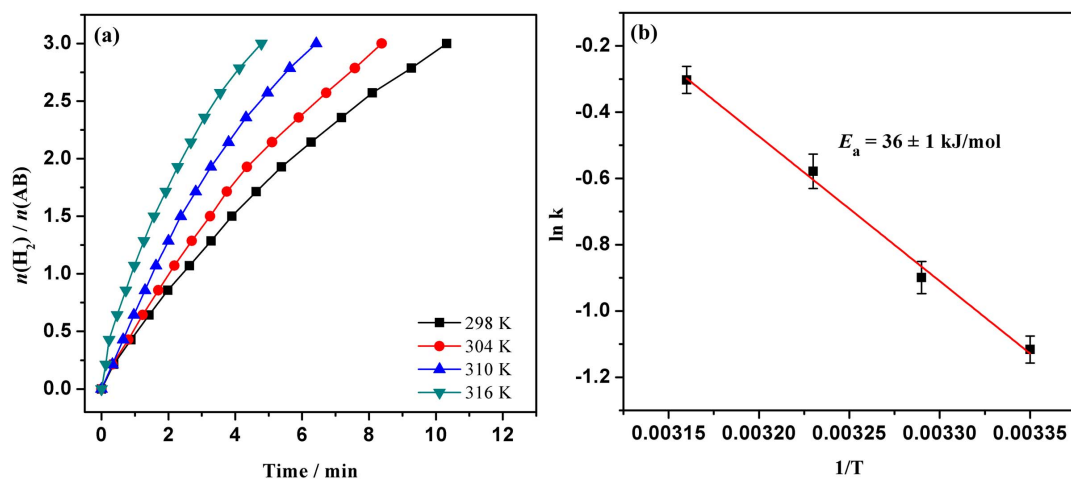 (a)
n(H₂) / n(AB)
3.0
2.5
2.0
1.5
1.0
0.5
0.0
298 K
304 K
310 K
316 K
0 2 4 6 8 10 12
Time / min
(b)
ln k
-0.2
-0.4
-0.6
-0.8
-1.0
-1.2
Eₐ = 36 ± 1 kJ/mol
0.00315 0.00320 0.00325 0.00330 0.00335
1/T